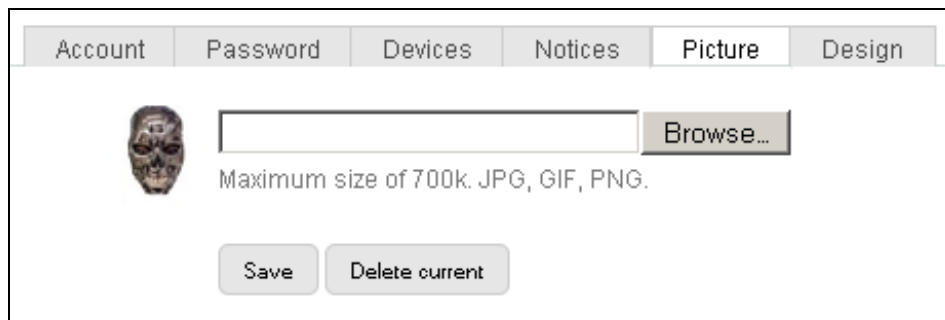 Account Password Devices Notices Picture Design
Browse...
Maximum size of 700k. JPG, GIF, PNG.
Save Delete current